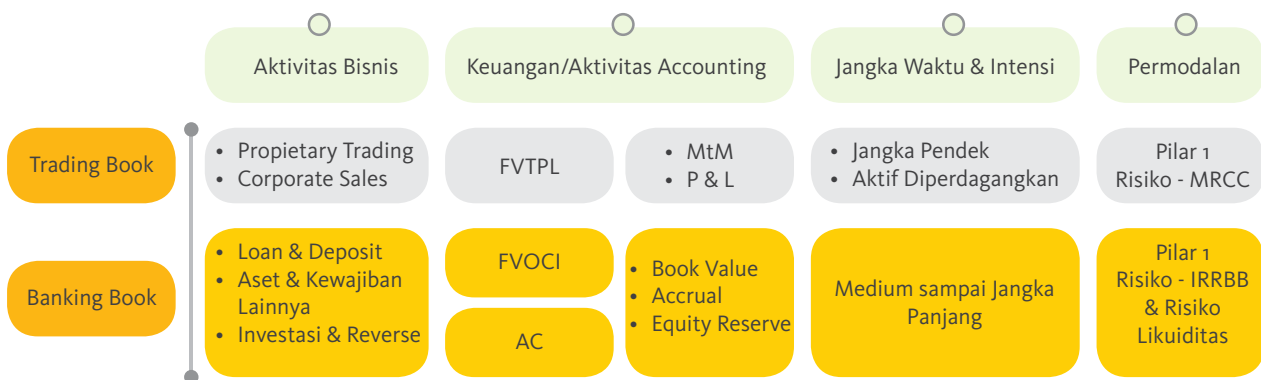 Aktivitas Bisnis
Keuangan/Aktivitas Accounting
Jangka Waktu & Intensi
Permodalan
Trading Book
• Propietary Trading
• Corporate Sales
FVTPL
• MtM
• P & L
• Jangka Pendek
• Aktif Diperdagangkan
Pilar 1
Risiko - MRCC
Banking Book
• Loan & Deposit
• Aset & Kewajiban
Lainnya
• Investasi & Reverse
FVOCI
AC
• Book Value
• Accrual
• Equity Reserve
Medium sampai Jangka
Panjang
Pilar 1
Risiko - IRRBB
& Risiko
Likuiditas